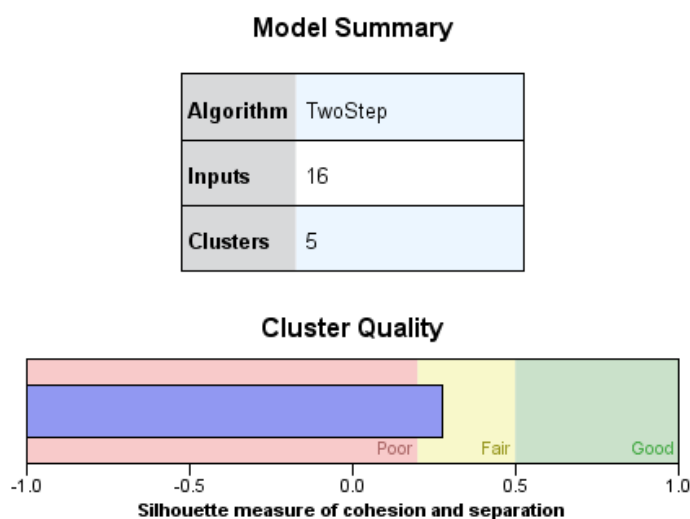 Model Summary
Algorithm TwoStep
Inputs 16
Clusters 5
Cluster Quality
Poor Fair Good
-1.0 -0.5 0.0 0.5 1.0
Silhouette measure of cohesion and separation